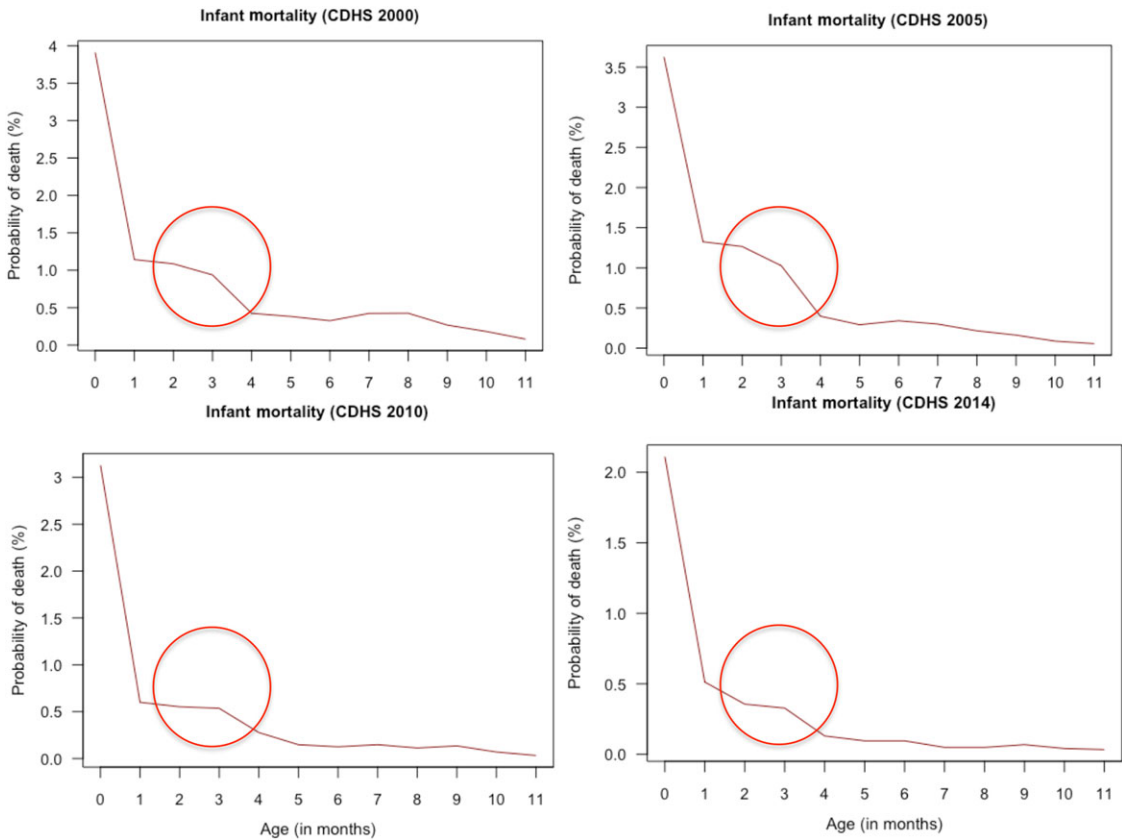 Infant mortality (CDHS 2000)
Probability of death (%)
4
3.5
3.0
2.5
2.0
1.5
1.0
0.5
0.0
0 1 2 3 4 5 6 7 8 9 10 11
Infant mortality (CDHS 2005)
Probability of death (%)
3.5
3
2.5
2.0
1.5
1.0
0.5
0.0
0 1 2 3 4 5 6 7 8 9 10 11
Infant mortality (CDHS 2010)
Probability of death (%)
3
2.5
2.0
1.5
1.0
0.5
0.0
0 1 2 3 4 5 6 7 8 9 10 11
Age (in months)
Infant mortality (CDHS 2014)
Probability of death (%)
2.0
1.5
1.0
0.5
0.0
0 1 2 3 4 5 6 7 8 9 10 11
Age (in months)